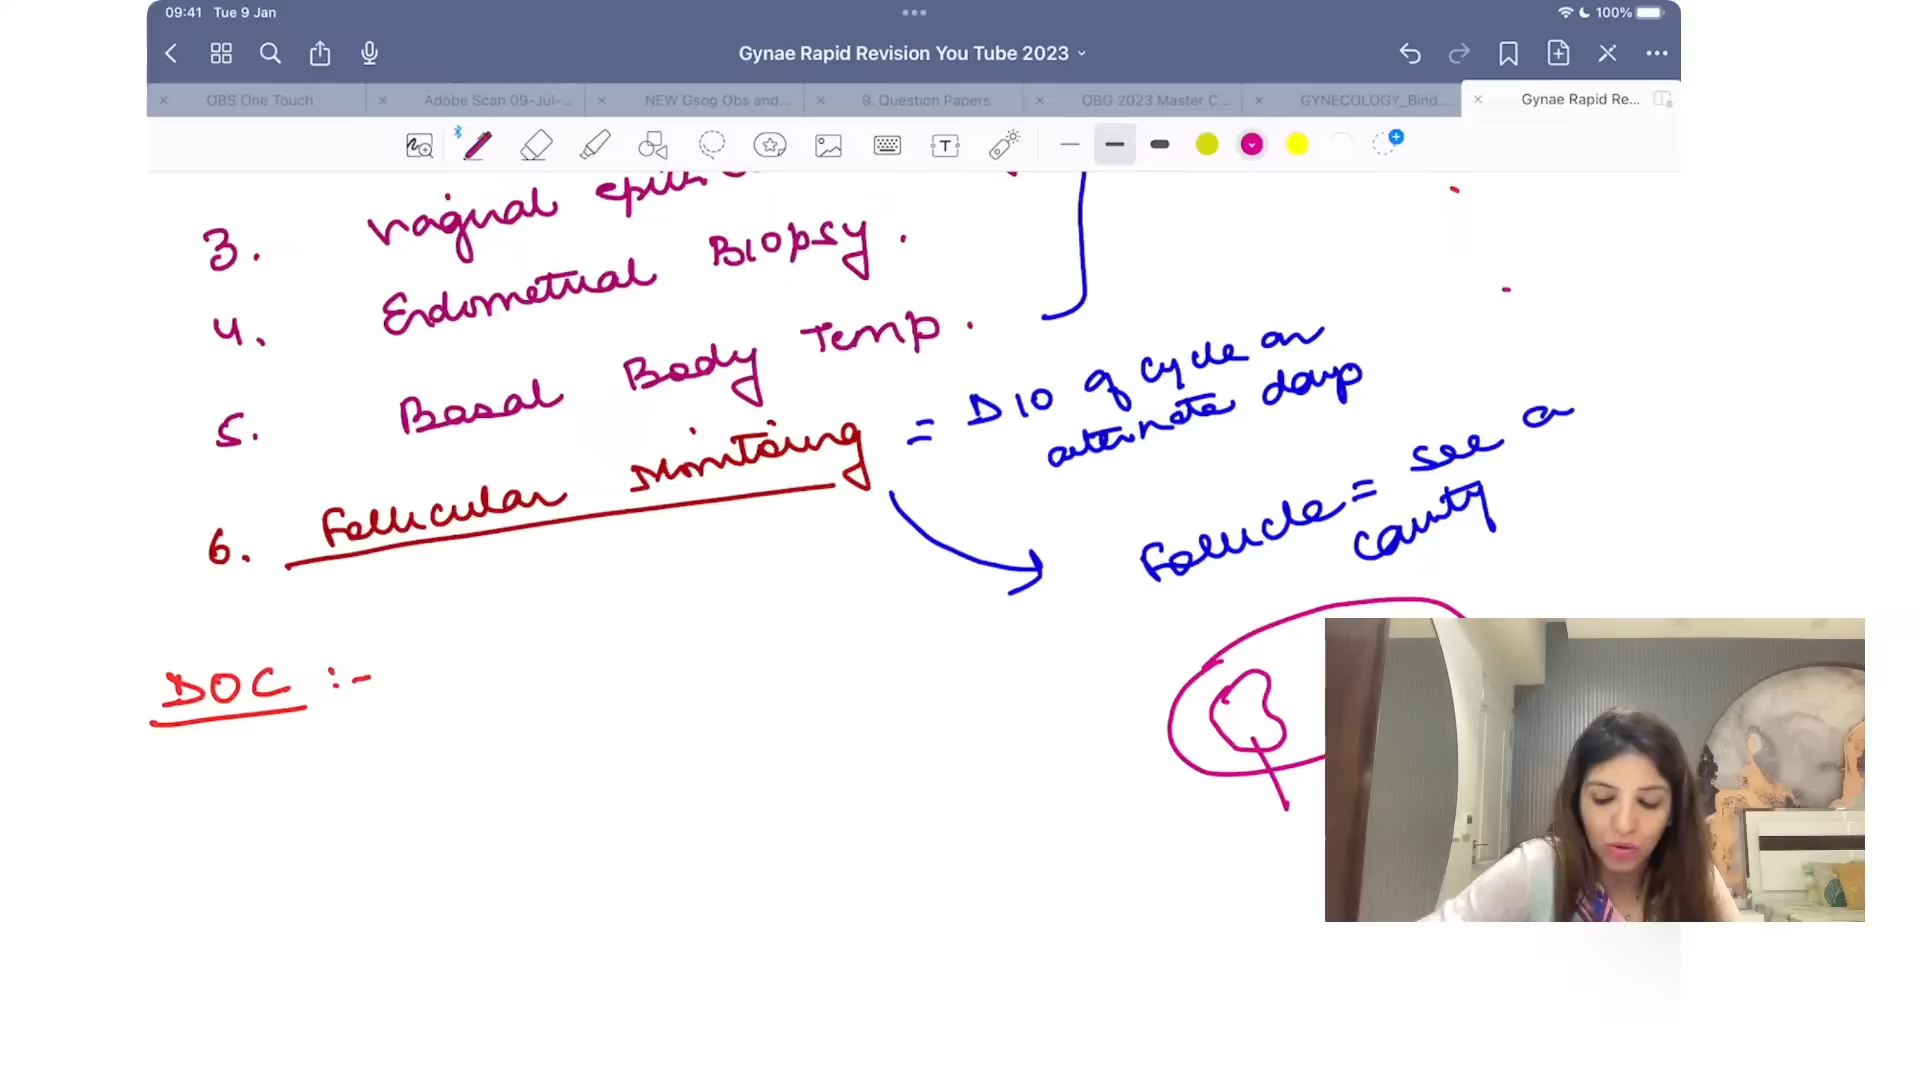 09:41 Tue 9 Jan
100%
Gynae Rapid Revision You Tube 2023
OBS One Touch
Adobe Scan 09-Jul-...
NEW Gsog Obs and...
9. Question Papers
OBG 2023 Master C...
GYNECOLOGY_Bind...
Gynae Rapid Re...
3. vaginal
4. Endometrial Biopsy.
5. Basal Body Temp.
= D10 of cycle on
alternate days
6. Follicular Monitoring
Follicle = see a
cavity
DOC :-